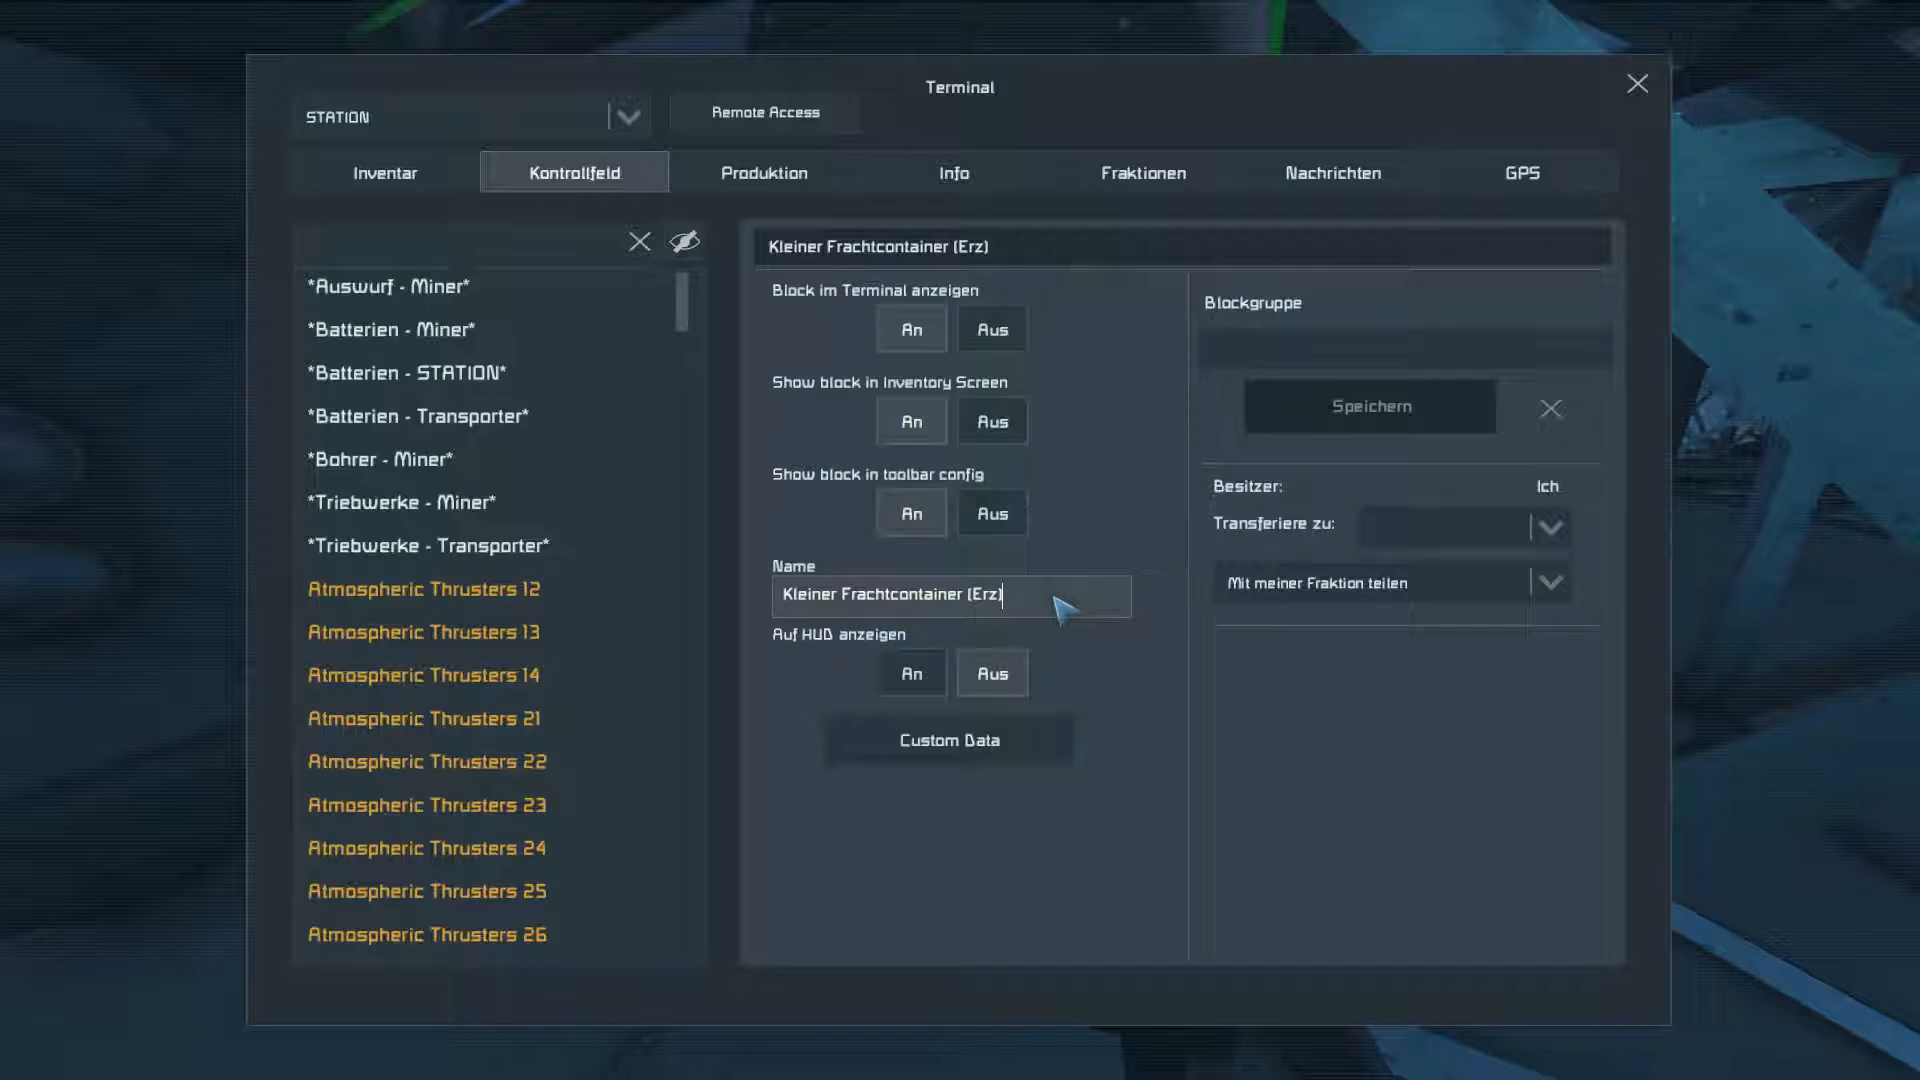 Terminal
STATION
Remote Access
Inventar
Kontrollfeld
Produktion
Info
Fraktionen
Nachrichten
GPS
*Auswurf - Miner*
*Batterien - Miner*
*Batterien - STATION*
*Batterien - Transporter*
*Bohrer - Miner*
*Triebwerke - Miner*
*Triebwerke - Transporter*
Atmospheric Thrusters 12
Atmospheric Thrusters 13
Atmospheric Thrusters 14
Atmospheric Thrusters 21
Atmospheric Thrusters 22
Atmospheric Thrusters 23
Atmospheric Thrusters 24
Atmospheric Thrusters 25
Atmospheric Thrusters 26
Kleiner Frachtcontainer (Erz)
Block im Terminal anzeigen
An Aus
Show block in Inventory Screen
An Aus
Show block in toolbar config
An Aus
Name
Kleiner Frachtcontainer (Erz)
Auf HUD anzeigen
An Aus
Custom Data
Blockgruppe
Speichern
Besitzer: Ich
Transferiere zu:
Mit meiner Fraktion teilen